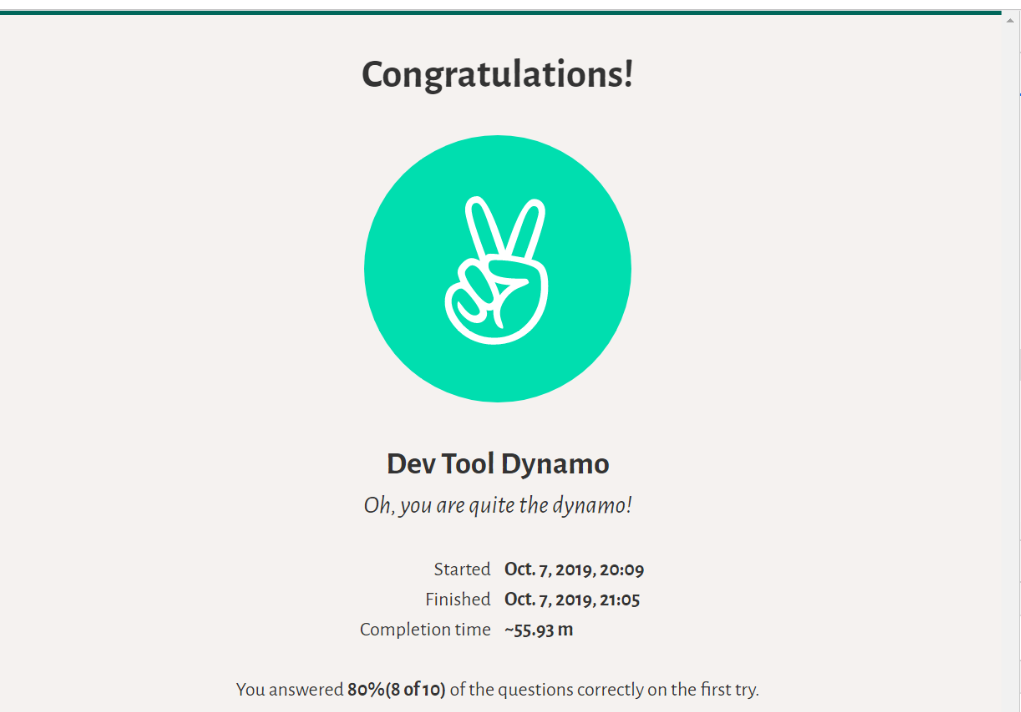 Congratulations!
Dev Tool Dynamo
Oh, you are quite the dynamo!
Started Oct. 7, 2019, 20:09
Finished Oct. 7, 2019, 21:05
Completion time ~55.93 m
You answered 80%(8 of 10) of the questions correctly on the first try.